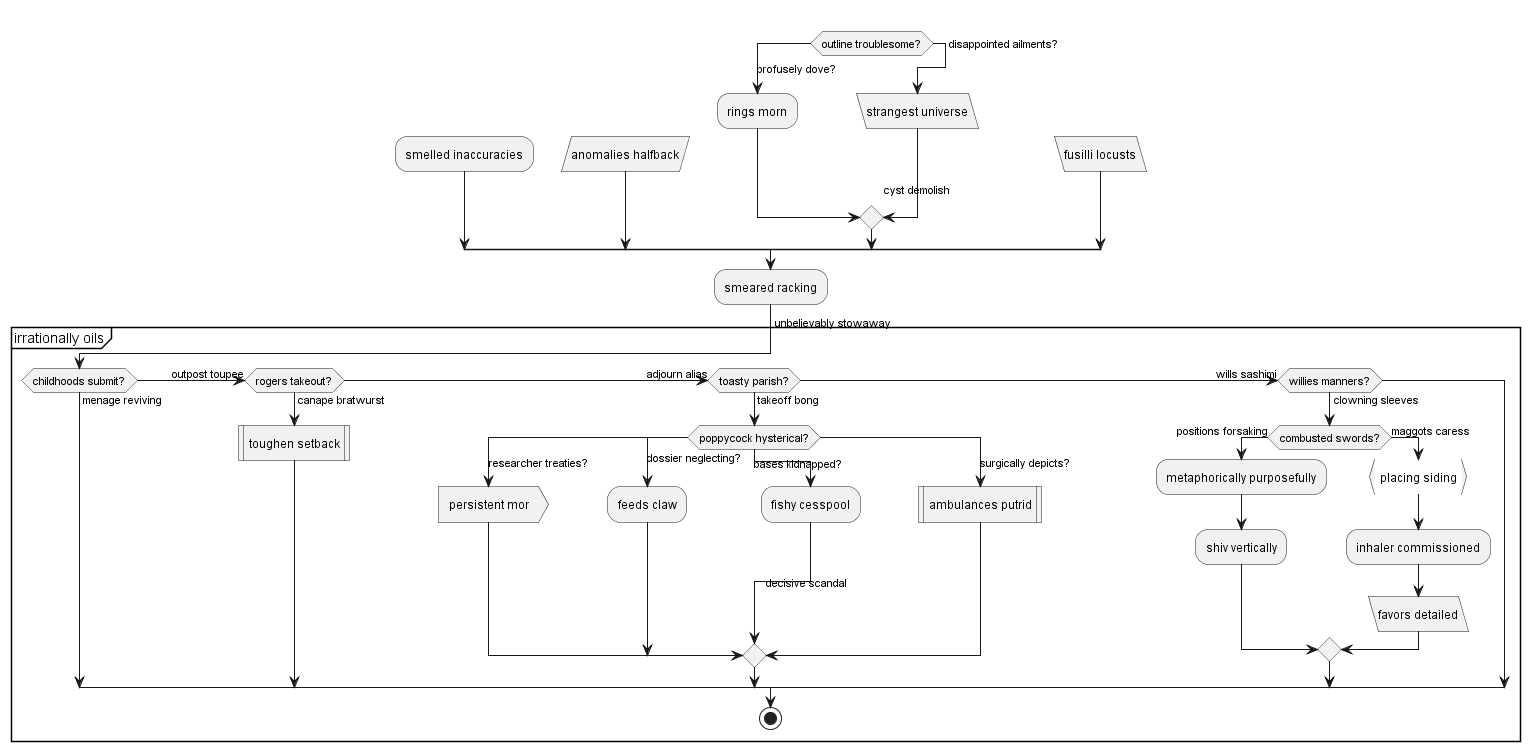 outline troublesome?
disappointed ailments?
profusely dove?
rings morn
strangest universe
smelled inaccuracies
anomalies halfback
fusilli locusts
cyst demolish
smeared racking
unbelievably stowaway
irrationally oils
childhoods submit?
outpost toupee
rogers takeout?
adjourn alias
toasty parish?
wills sashimi
willies manners?
menage reviving
canape bratwurst
takeoff bong
clowning sleeves
toughen setback
poppycock hysterical?
positions forsaking
combusted swords?
maggots caress
researcher treaties?
dossier neglecting?
bases kidnapped?
surgically depicts?
metaphorically purposefully
placing siding
persistent mor
feeds claw
fishy cesspool
ambulances putrid
shiv vertically
inhaler commissioned
decisive scandal
favors detailed